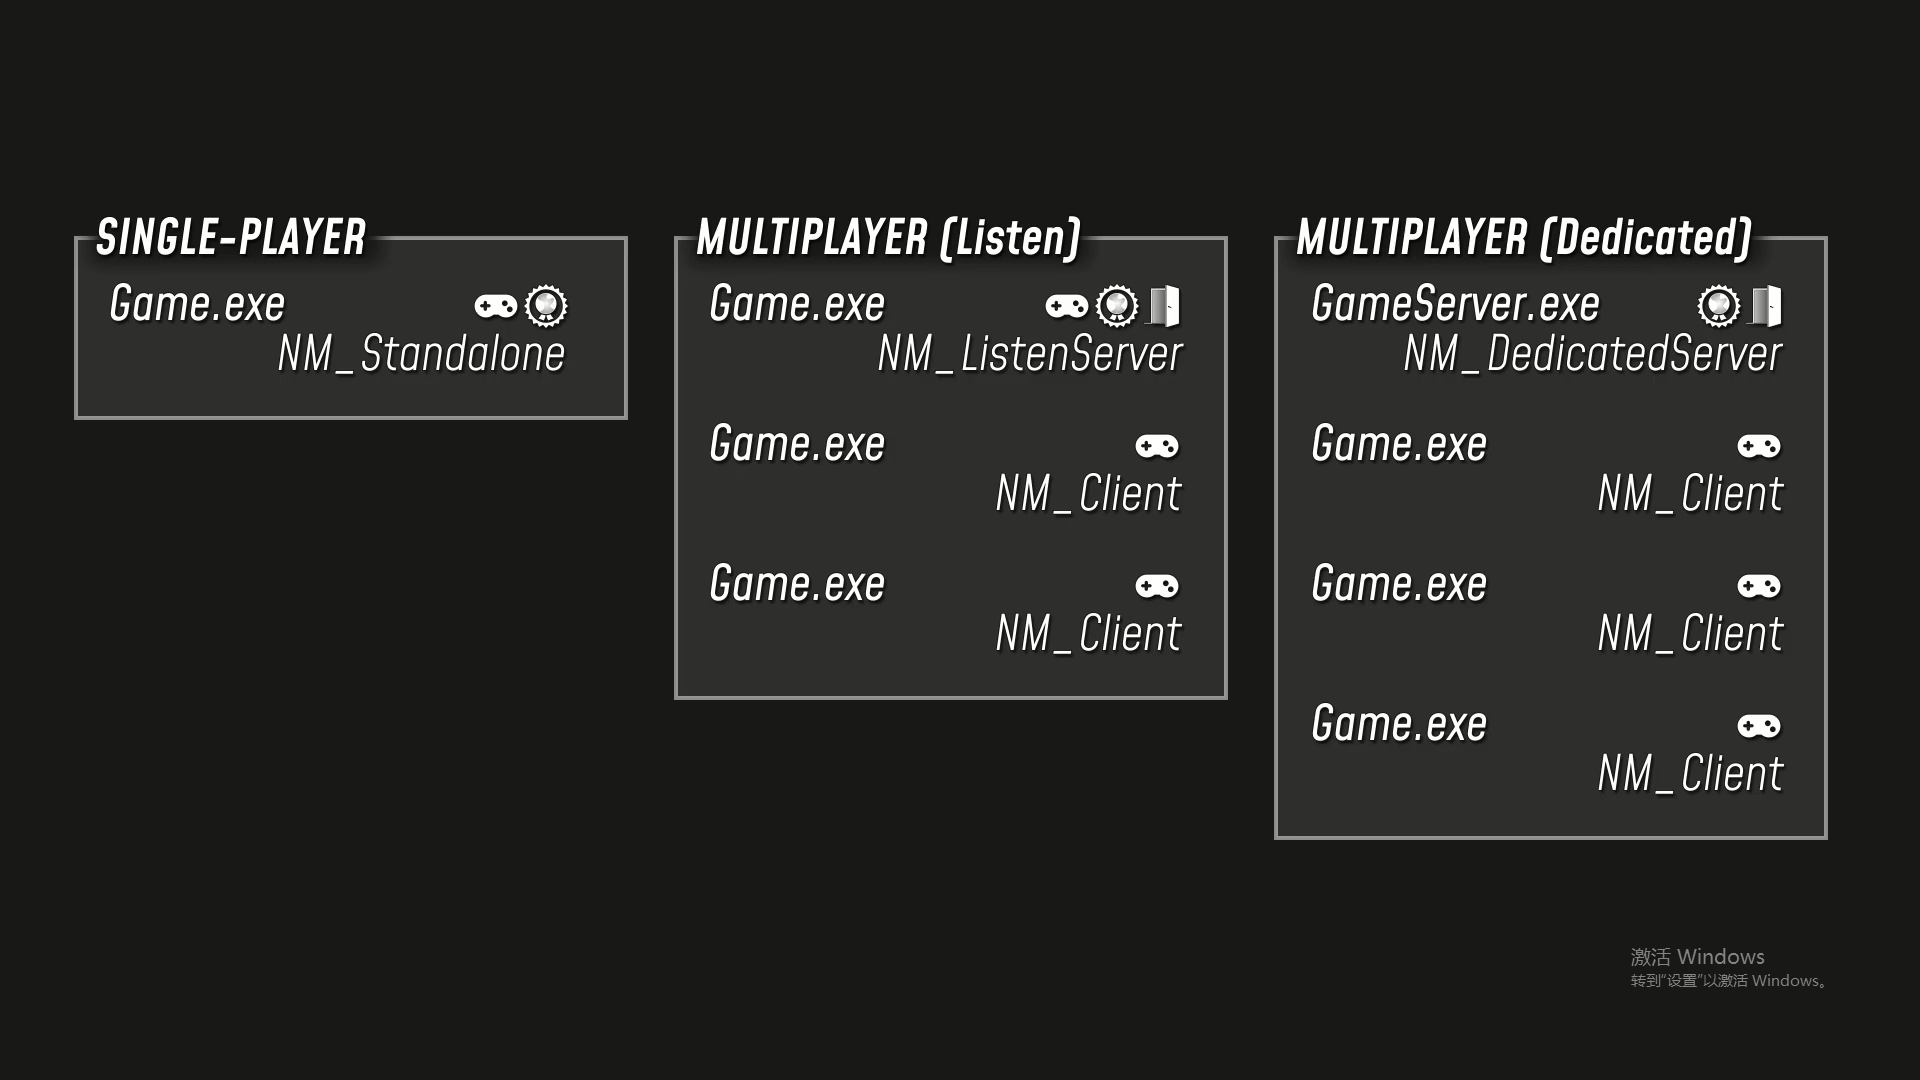 SINGLE-PLAYER
Game.exe
NM_Standalone
MULTIPLAYER (Listen)
Game.exe
NM_ListenServer
Game.exe
NM_Client
Game.exe
NM_Client
MULTIPLAYER (Dedicated)
GameServer.exe
NM_DedicatedServer
Game.exe
NM_Client
Game.exe
NM_Client
Game.exe
NM_Client
激活 Windows
转到“设置”以激活 Windows。